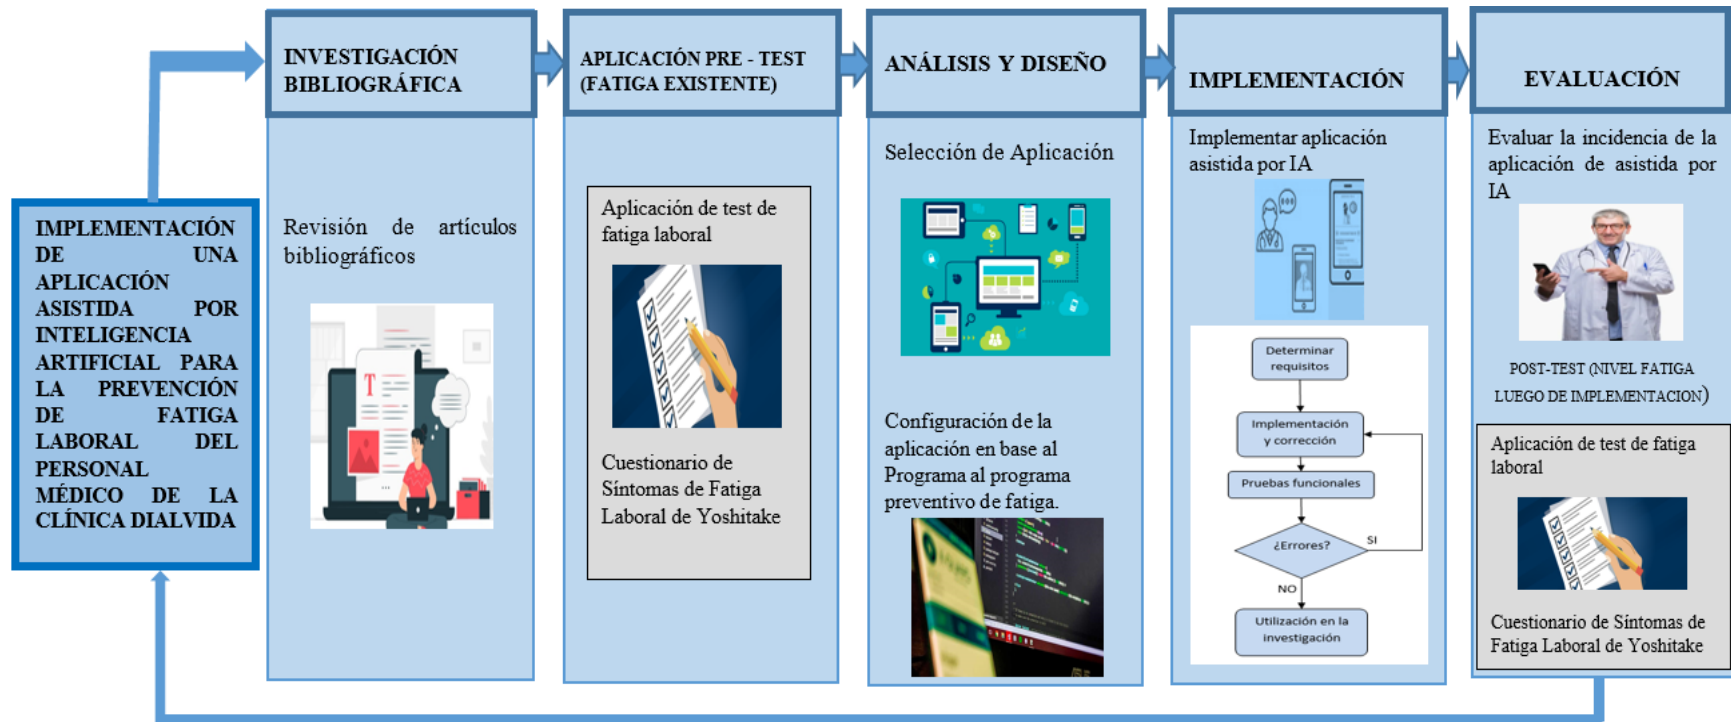 IMPLEMENTACIÓN
DE UNA
APLICACIÓN
ASISTIDA POR
INTELIGENCIA
ARTIFICIAL PARA
LA PREVENCIÓN
DE FATIGA
LABORAL DEL
PERSONAL
MÉDICO DE LA
CLÍNICA DIALVIDA
INVESTIGACIÓN
BIBLIOGRÁFICA
Revisión de artículos
bibliográficos
T
APLICACIÓN PRE - TEST
(FATIGA EXISTENTE)
Aplicación de test de
fatiga laboral
Cuestionario de
Síntomas de Fatiga
Laboral de Yoshitake
ANÁLISIS Y DISEÑO
Selección de Aplicación
Configuración de la
aplicación en base al
Programa al programa
preventivo de fatiga.
IMPLEMENTACIÓN
Implementar aplicación
asistida por IA
Determinar
requisitos
Implementación
y corrección
Pruebas funcionales
¿Errores?
SI
NO
Utilización en la
investigación
EVALUACIÓN
Evaluar la incidencia de la
aplicación de asistida por
IA
POST-TEST (NIVEL FATIGA
LUEGO DE IMPLEMENTACION)
Aplicación de test de fatiga
laboral
Cuestionario de Síntomas de
Fatiga Laboral de Yoshitake